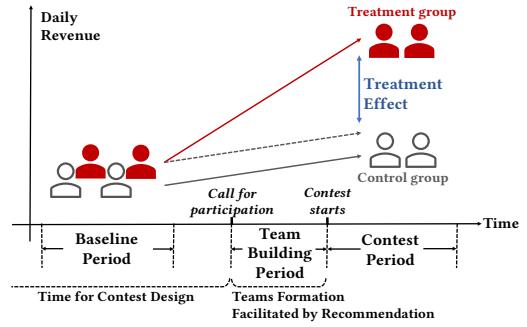 Daily
Revenue
Treatment group
Treatment
Effect
Control group
Call for
participation
Contest
starts
Time
Baseline
Period
Team
Building
Period
Contest
Period
Time for Contest Design
Teams Formation
Facilitated by Recommendation